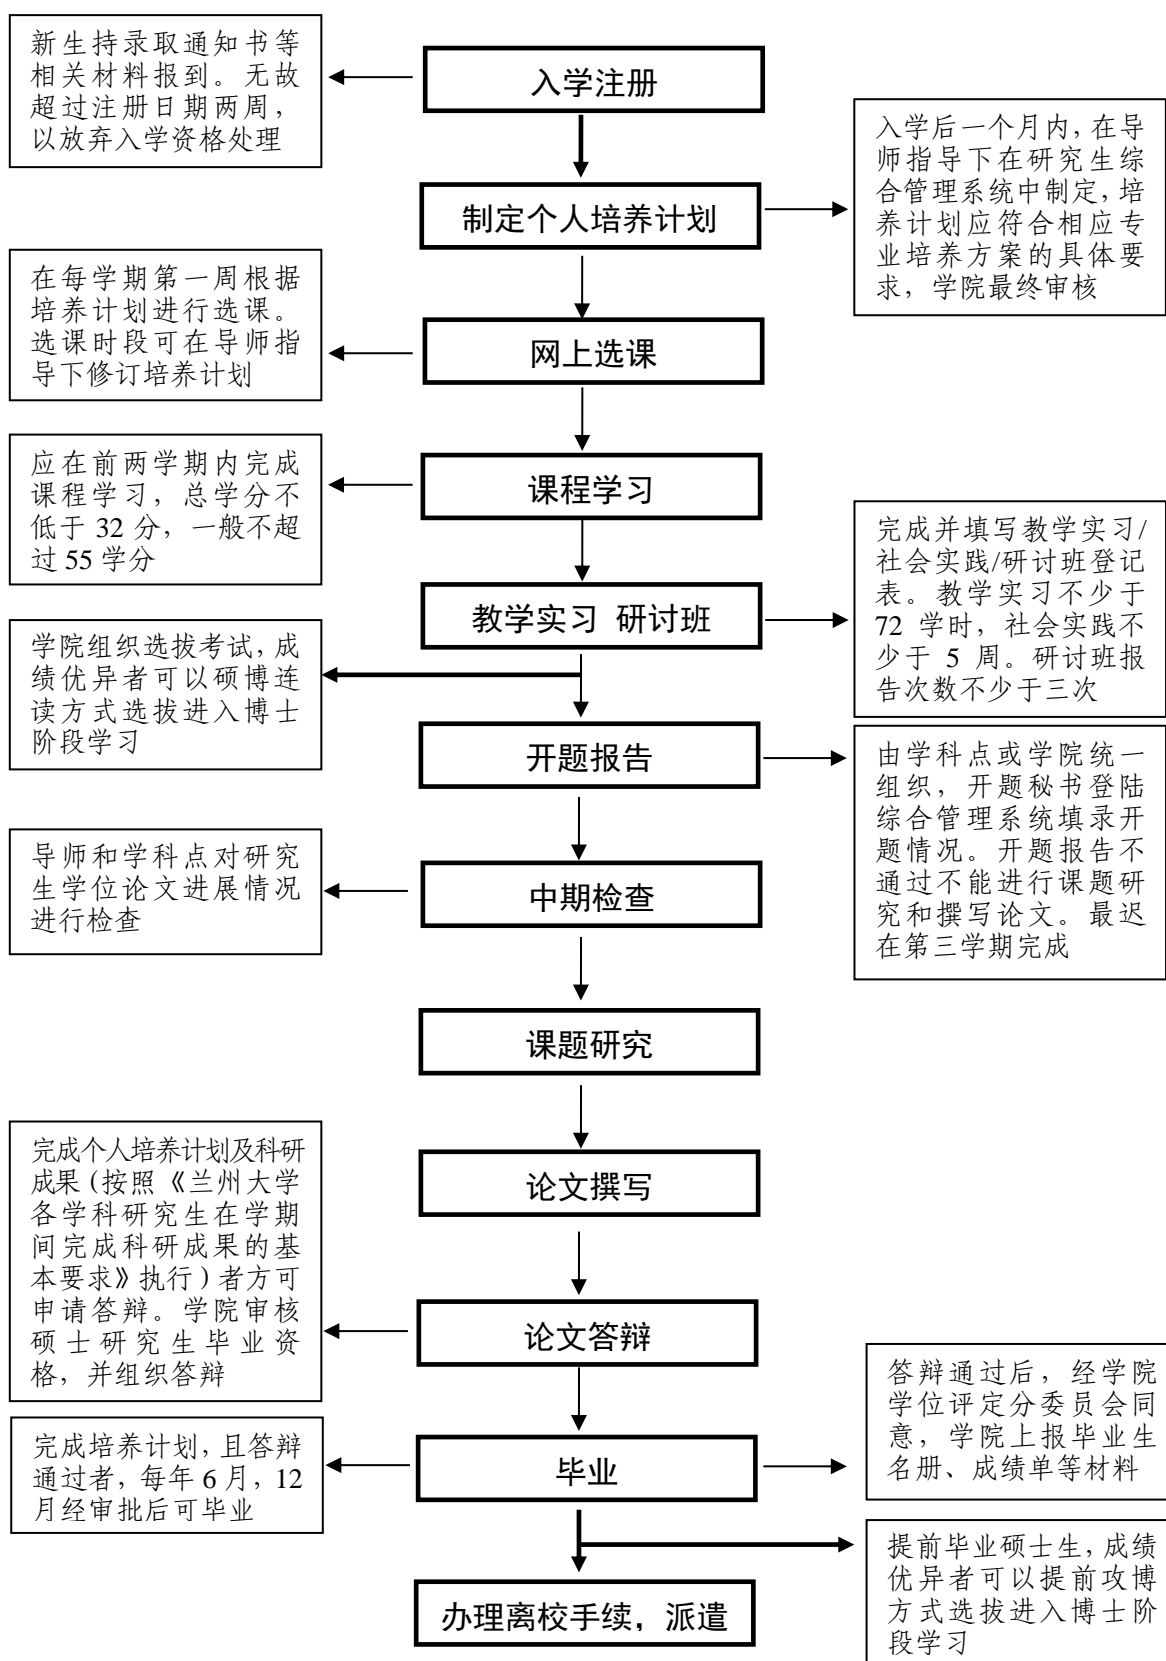 新生持录取通知书等
相关材料报到。无故
超过注册日期两周，
以放弃入学资格处理
入学注册
入学后一个月内，在导
师指导下在研究生综
合管理系统中制定，培
养计划应符合相应专
业培养方案的具体要
求，学院最终审核
制定个人培养计划
在每学期第一周根据
培养计划进行选课。
选课时段可在导师指
导下修订培养计划
网上选课
应在前两学期内完成
课程学习，总学分不
低于 32 分，一般不超
过 55 学分
课程学习
完成并填写教学实习/
社会实践/研讨班登记
表。教学实习不少于
72 学时，社会实践不
少于 5 周。研讨班报
告次数不少于三次
教学实习 研讨班
学院组织选拔考试，成
绩优异者可以硕博连
读方式选拔进入博士
阶段学习
开题报告
由学科点或学院统一
组织，开题秘书登陆
综合管理系统填录开
题情况。开题报告不
通过不能进行课题研
究和撰写论文。最迟
在第三学期完成
导师和学科点对研究
生学位论文进展情况
进行检查
中期检查
课题研究
论文撰写
完成个人培养计划及科研
成果（按照《兰州大学
各学科研究生在学期
间完成科研成果的基
本要求》执行）者方可
申请答辩。学院审核
硕士研究生毕业资
格，并组织答辩
论文答辩
答辩通过后，经学院
学位评定分委员会同
意，学院上报毕业生
名册、成绩单等材料
完成培养计划，且答辩
通过者，每年 6 月，12
月经审批后可毕业
毕业
提前毕业硕士生，成绩
优异者可以提前攻博
方式选拔进入博士阶
段学习
办理离校手续，派遣